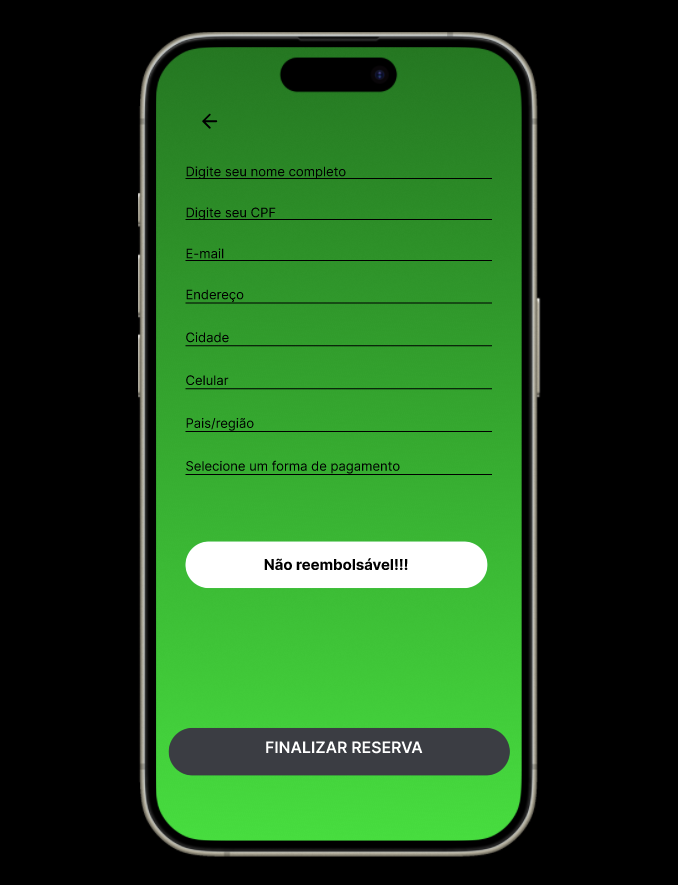 Digite seu nome completo
Digite seu CPF
E-mail
Endereço
Cidade
Celular
Pais/região
Selecione um forma de pagamento
Não reembolsável!!!
FINALIZAR RESERVA